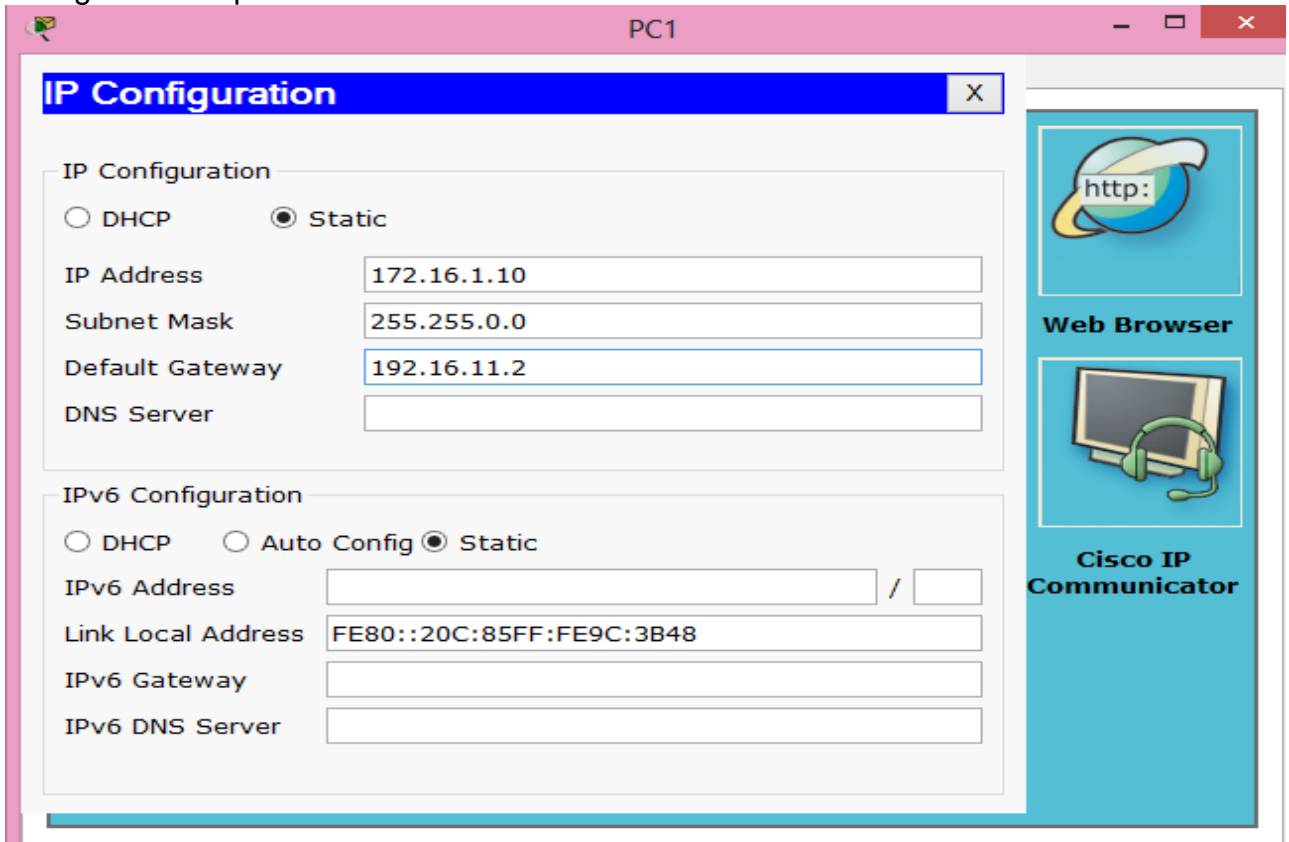 PC1
IP Configuration X
IP Configuration
DHCP Static
IP Address 172.16.1.10
Subnet Mask 255.255.0.0
Default Gateway 192.16.11.2
DNS Server
IPv6 Configuration
DHCP Auto Config Static
IPv6 Address /
Link Local Address FE80::20C:85FF:FE9C:3B48
IPv6 Gateway
IPv6 DNS Server
http:
Web Browser
Cisco IP
Communicator